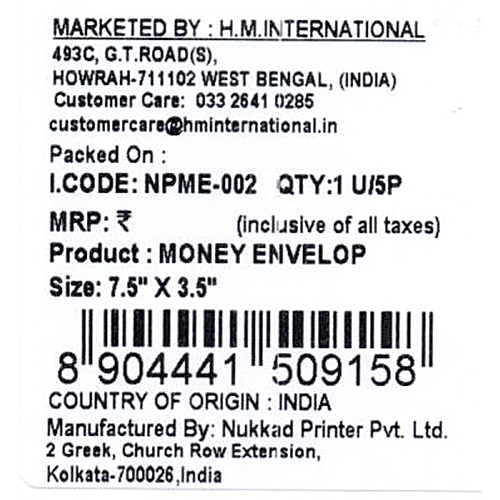 MARKETED BY : H.M.INTERNATIONAL
493C, G.T.ROAD(S),
HOWRAH-711102 WEST BENGAL, (INDIA)
Customer Care: 033 2641 0285
customercare@hminternational.in
Packed On :
I.CODE: NPME-002 QTY:1 U/5P
MRP: ₹ (inclusive of all taxes)
Product : MONEY ENVELOP
Size: 7.5" X 3.5"
8 904441 509158
COUNTRY OF ORIGIN : INDIA
Manufactured By: Nukkad Printer Pvt. Ltd.
2 Greek, Church Row Extension,
Kolkata-700026,India